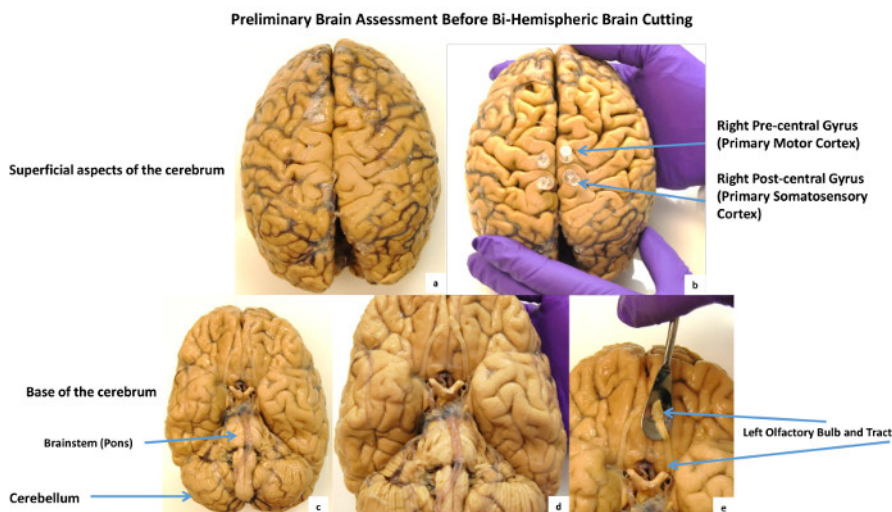 Preliminary Brain Assessment Before Bi-Hemispheric Brain Cutting
Superficial aspects of the cerebrum
Right Pre-central Gyrus
(Primary Motor Cortex)
Right Post-central Gyrus
(Primary Somatosensory
Cortex)
a
b
Base of the cerebrum
Brainstem (Pons)
Cerebellum
Left Olfactory Bulb and Tract
c
d
e